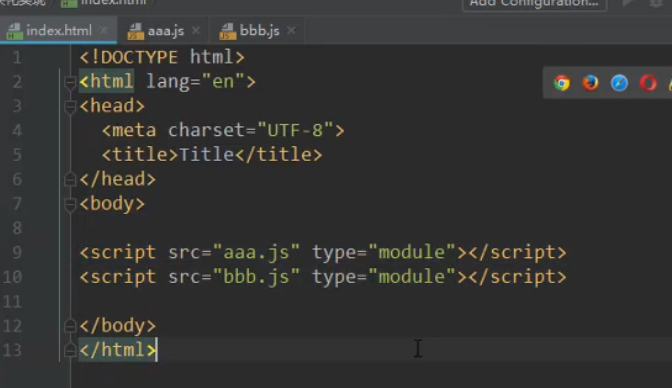 index.html
Add Configuration...
index.html
aaa.js
bbb.js
1 <!DOCTYPE html>
2 <html lang="en">
3 <head>
4 <meta charset="UTF-8">
5 <title>Title</title>
6 </head>
7 <body>
8
9 <script src="aaa.js" type="module"></script>
10 <script src="bbb.js" type="module"></script>
11
12 </body>
13 </html>